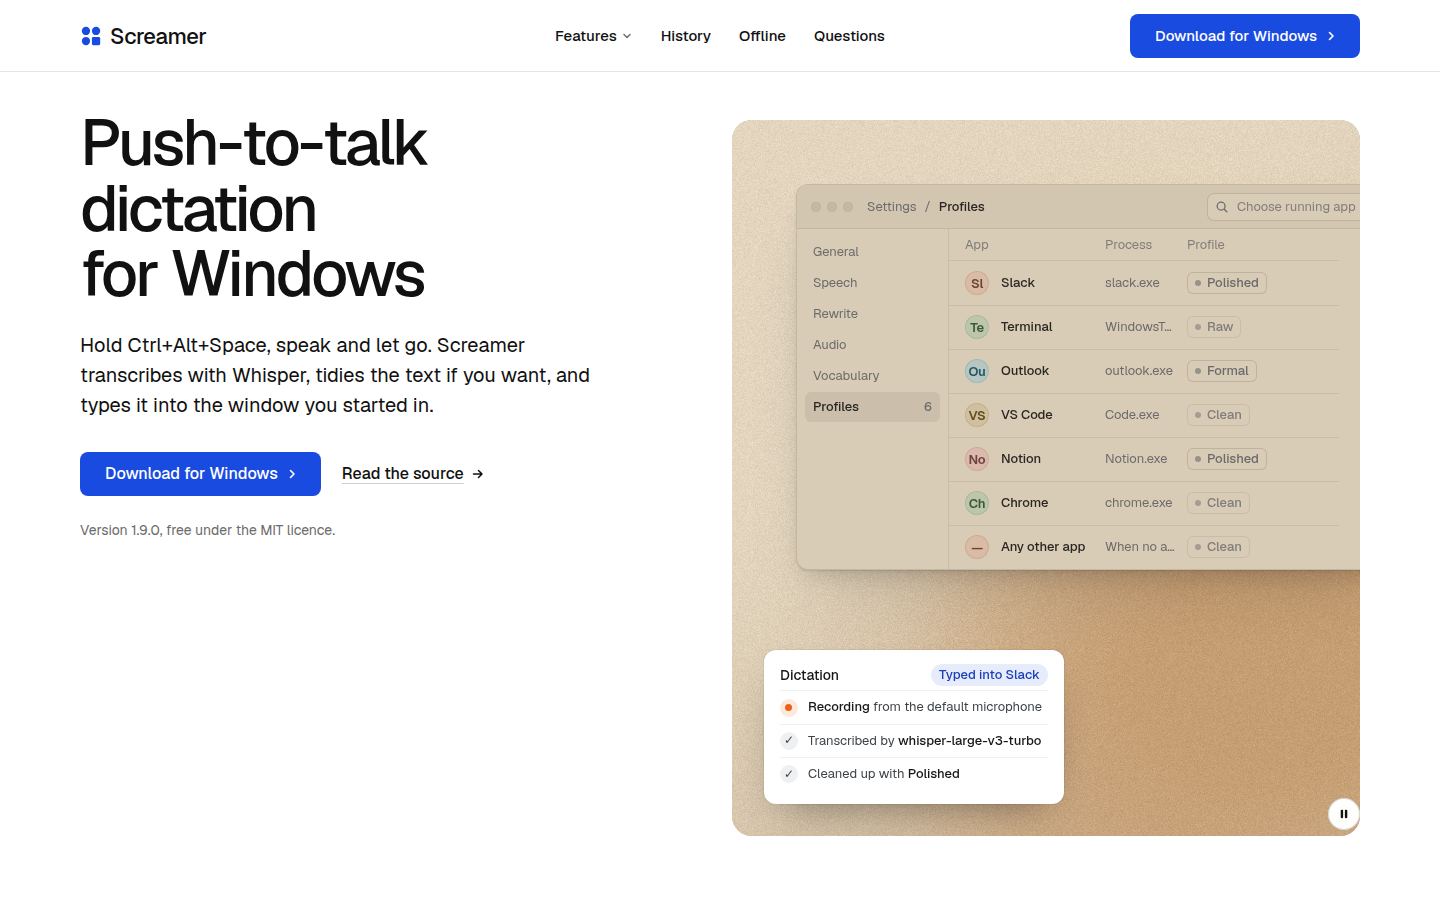 Screamer
Features
History
Offline
Questions
Download for Windows
Push-to-talk
dictation
for Windows
Hold Ctrl+Alt+Space, speak and let go. Screamer
transcribes with Whisper, tidies the text if you want, and
types it into the window you started in.
Download for Windows
Read the source →
Version 1.9.0, free under the MIT licence.
Settings / Profiles
Choose running app
General
Speech
Rewrite
Audio
Vocabulary
Profiles 6
App Process Profile
Sl Slack slack.exe Polished
Te Terminal WindowsT… Raw
Ou Outlook outlook.exe Formal
VS VS Code Code.exe Clean
No Notion Notion.exe Polished
Ch Chrome chrome.exe Clean
— Any other app When no a… Clean
Dictation Typed into Slack
Recording from the default microphone
✓ Transcribed by whisper-large-v3-turbo
✓ Cleaned up with Polished